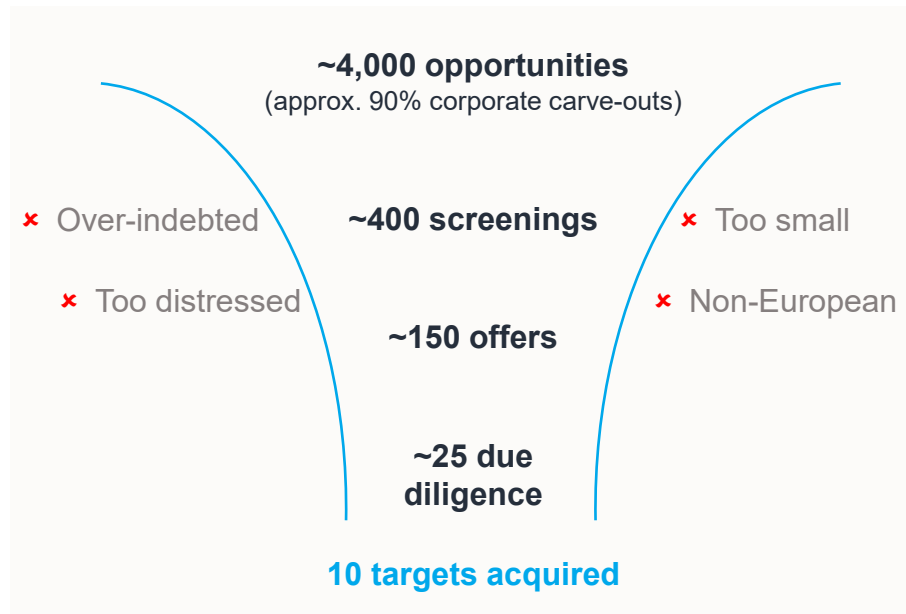 ~4,000 opportunities
(approx. 90% corporate carve-outs)
Over-indebted
~400 screenings
Too small
Too distressed
Non-European
~150 offers
~25 due
diligence
10 targets acquired